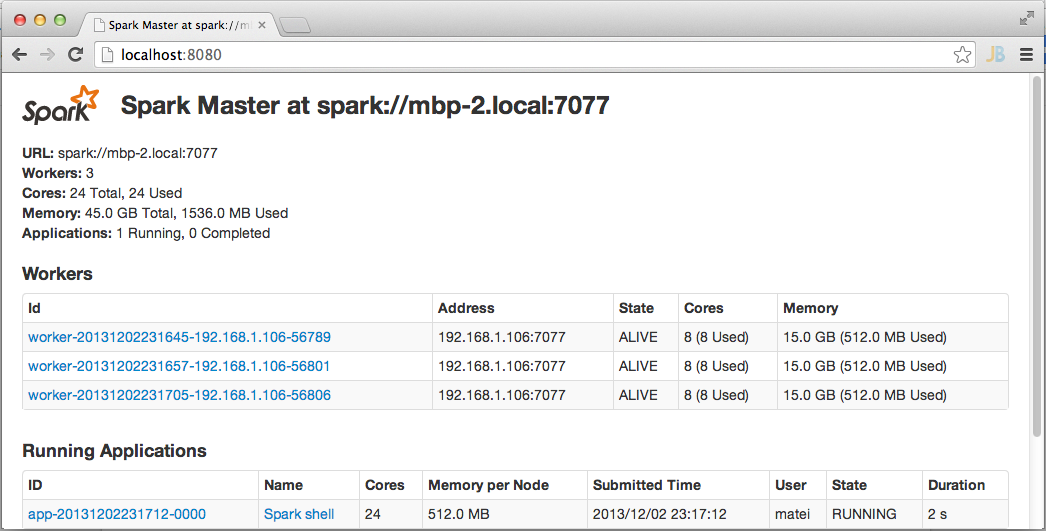 Spark Master at spark://m
localhost:8080
JB
Spark
Spark Master at spark://mbp-2.local:7077
URL: spark://mbp-2.local:7077
Workers: 3
Cores: 24 Total, 24 Used
Memory: 45.0 GB Total, 1536.0 MB Used
Applications: 1 Running, 0 Completed
Workers
Id Address State Cores Memory
worker-20131202231645-192.168.1.106-56789 192.168.1.106:7077 ALIVE 8 (8 Used) 15.0 GB (512.0 MB Used)
worker-20131202231657-192.168.1.106-56801 192.168.1.106:7077 ALIVE 8 (8 Used) 15.0 GB (512.0 MB Used)
worker-20131202231705-192.168.1.106-56806 192.168.1.106:7077 ALIVE 8 (8 Used) 15.0 GB (512.0 MB Used)
Running Applications
ID Name Cores Memory per Node Submitted Time User State Duration
app-20131202231712-0000 Spark shell 24 512.0 MB 2013/12/02 23:17:12 matei RUNNING 2 s